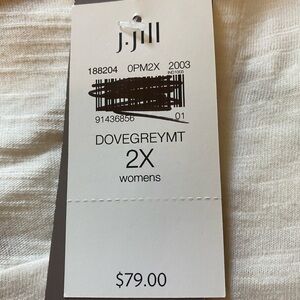 j.jill
188204 0PM2X 2003
91436856 01
DOVEGREYMT
2X
womens
$79.00